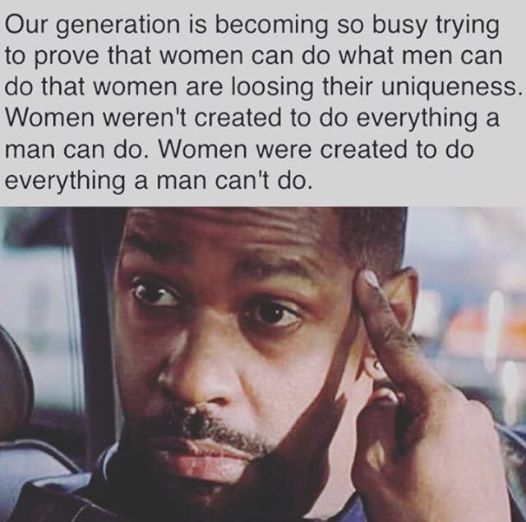 Our generation is becoming so busy trying
to prove that women can do what men can
do that women are loosing their uniqueness.
Women weren't created to do everything a
man can do. Women were created to do
everything a man can't do.